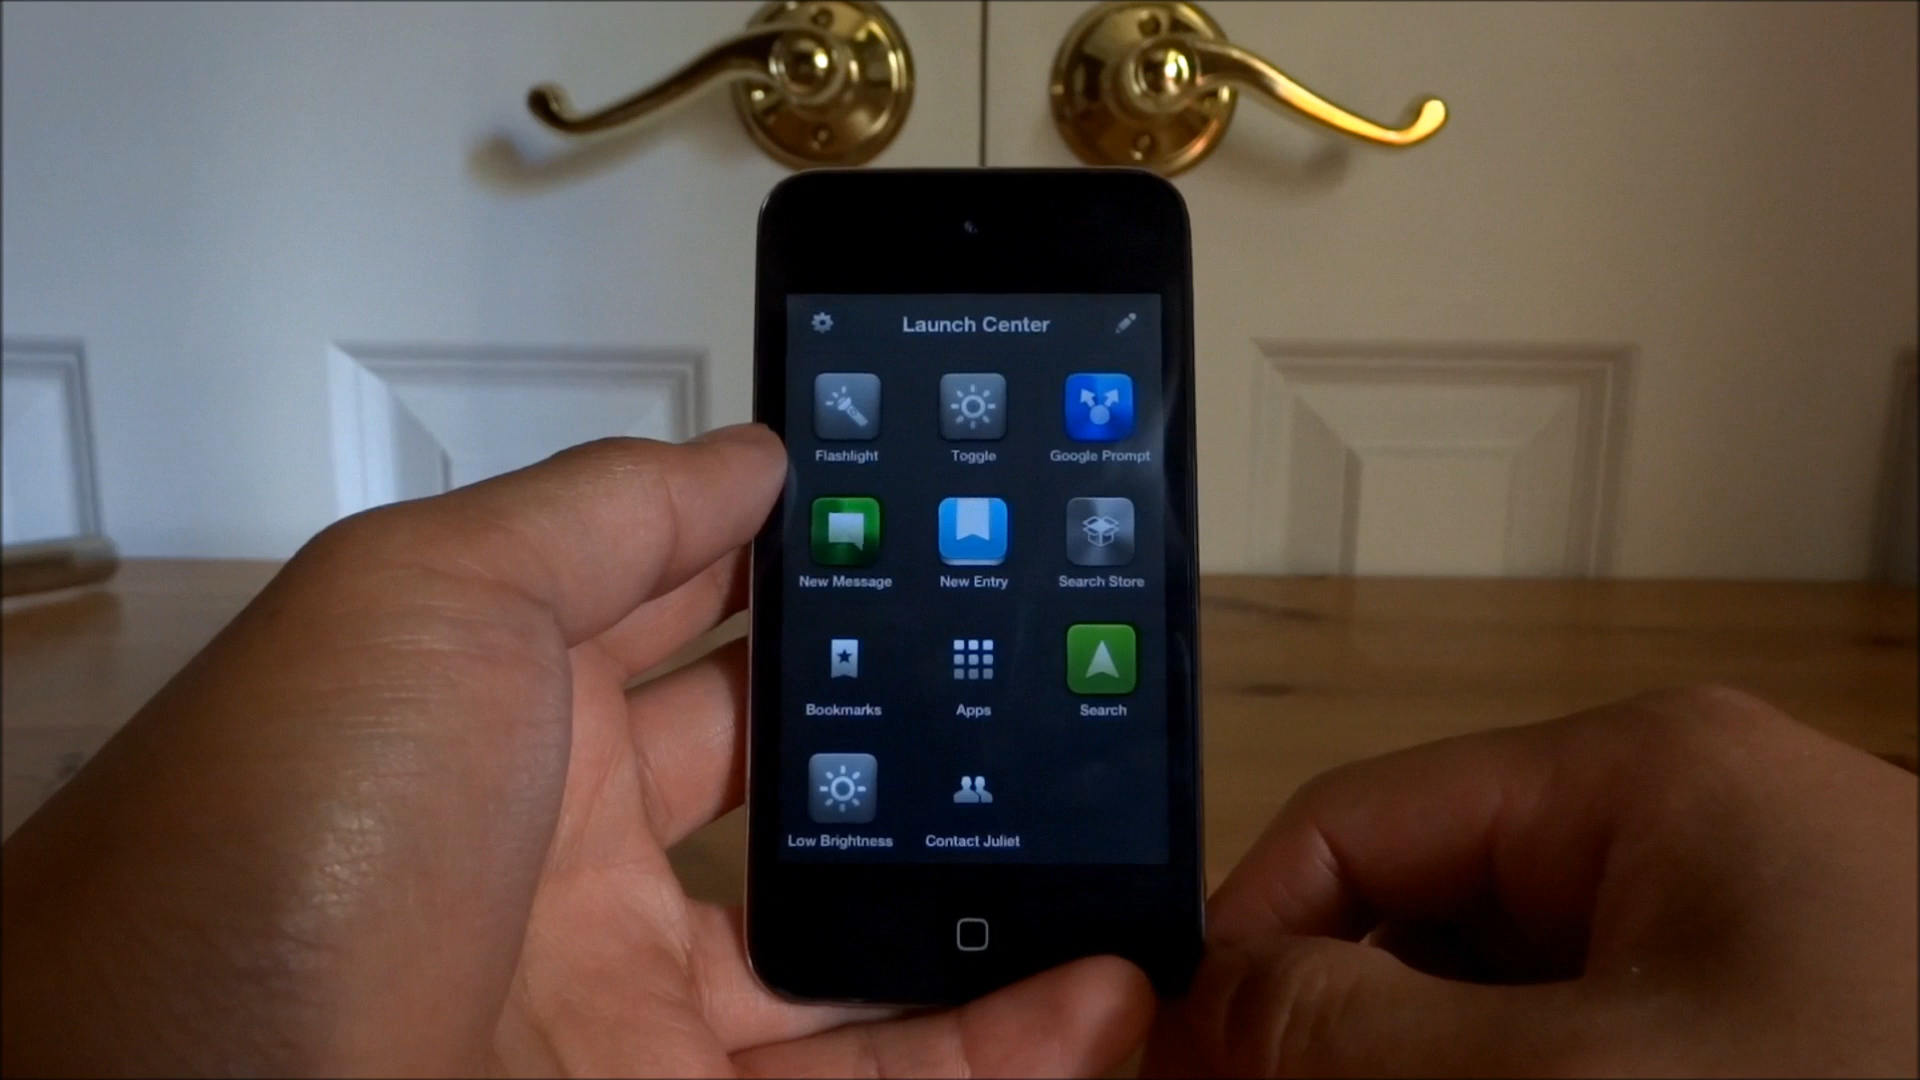 Launch Center
Flashlight
Toggle
Google Prompt
New Message
New Entry
Search Store
Bookmarks
Apps
Search
Low Brightness
Contact Juliet